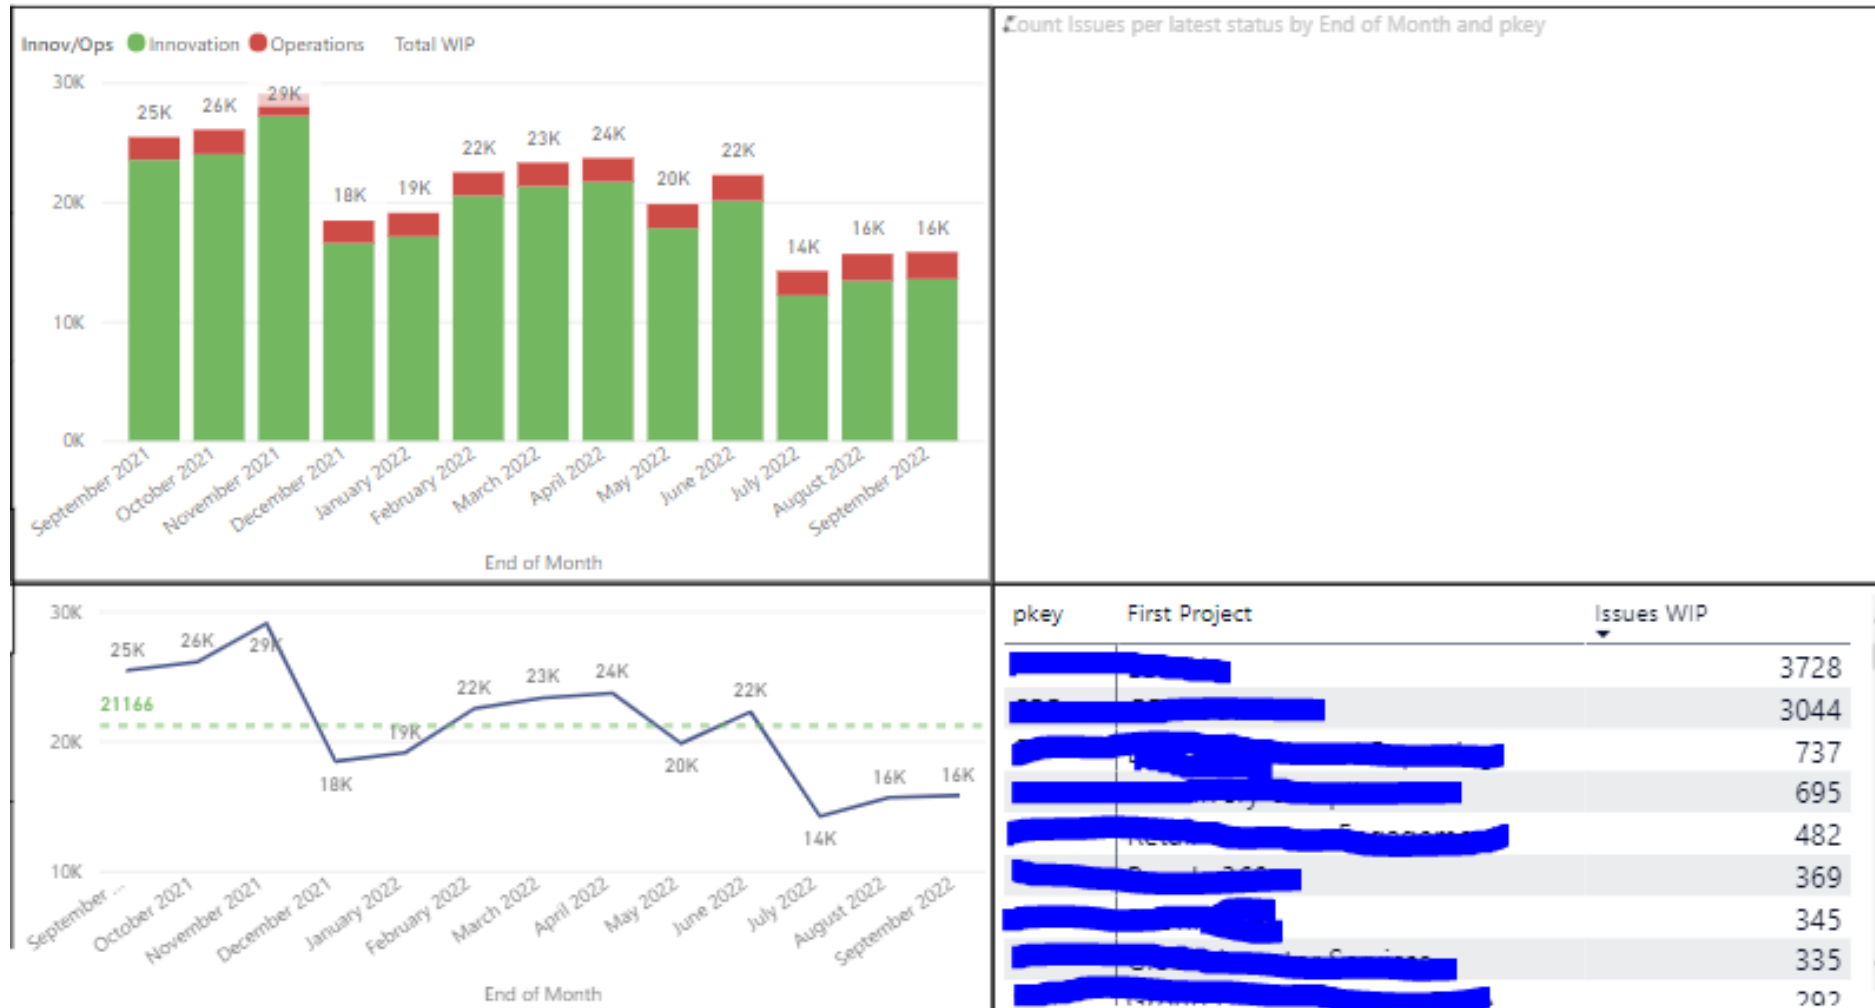 Innov/Ops Innovation Operations Total WIP
30K
20K
10K
0K
25K 26K 29K 18K 19K 22K 23K 24K 20K 22K 14K 16K 16K
September 2021 October 2021 November 2021 December 2021 January 2022 February 2022 March 2022 April 2022 May 2022 June 2022 July 2022 August 2022 September 2022
End of Month
Count Issues per latest status by End of Month and pkey
30K
20K
10K
21166
25K 26K 29K 18K 19K 22K 23K 24K 20K 22K 14K 16K 16K
September ... October 2021 November 2021 December 2021 January 2022 February 2022 March 2022 April 2022 May 2022 June 2022 July 2022 August 2022 September 2022
End of Month
pkey First Project Issues WIP
3728
3044
737
695
482
369
345
335
292